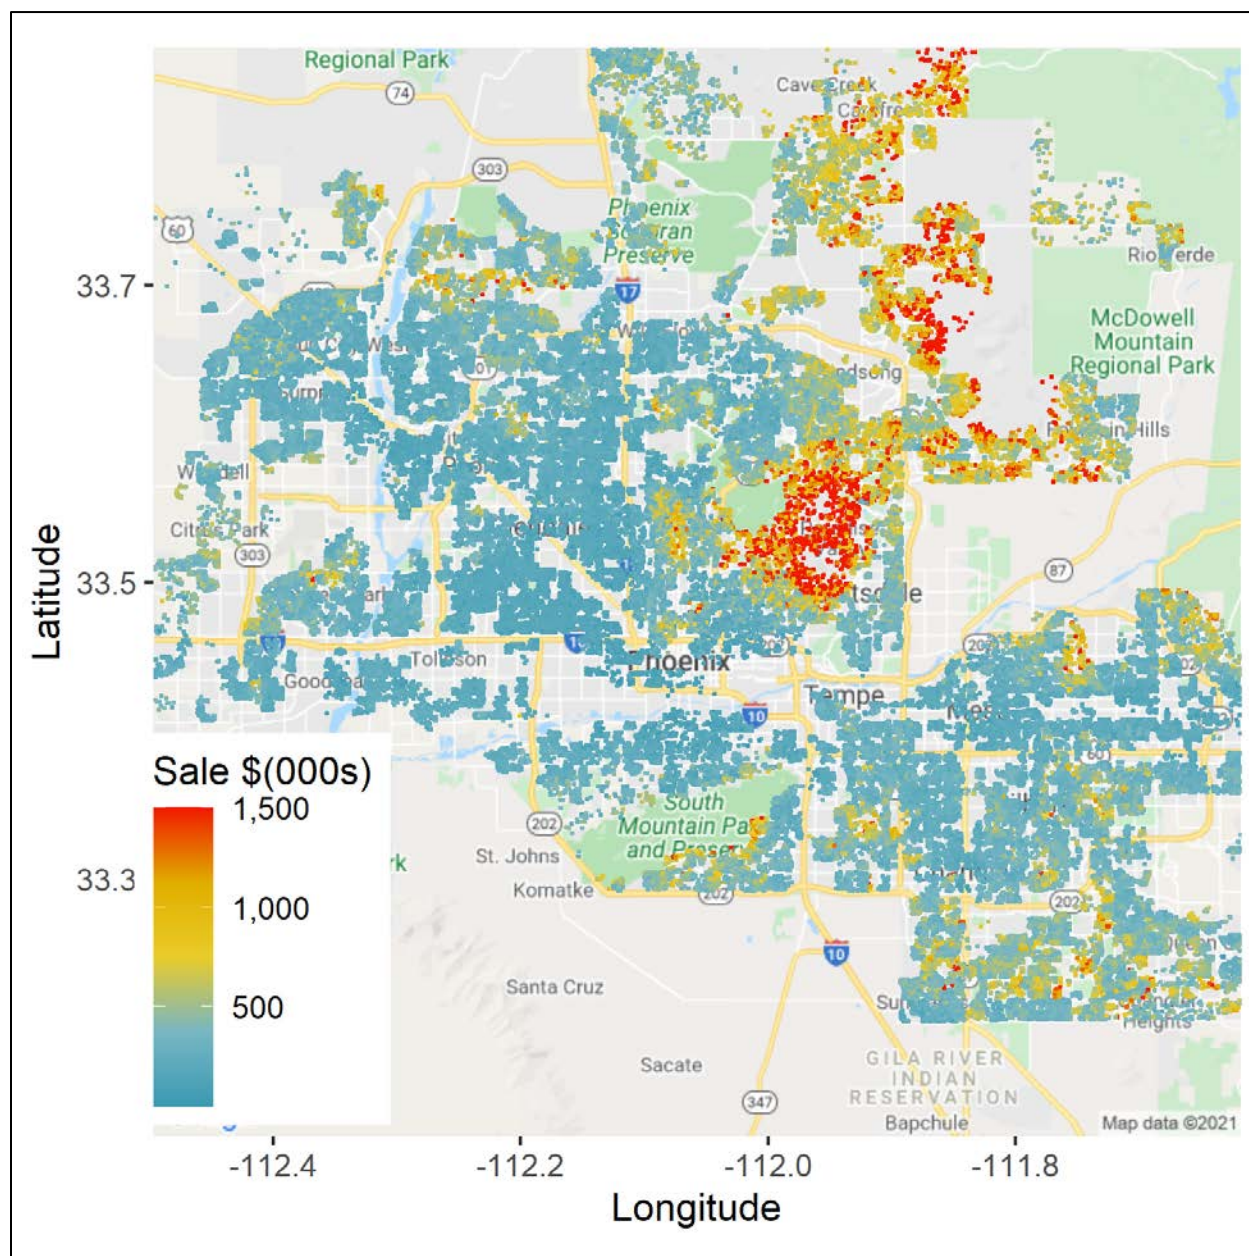 Regional Park
74
Cave Creek
303
60
Phoenix
Sonoran
Preserve
Rio Verde
33.7
17
McDowell
Mountain
Regional Park
Citrus Park
303
87
33.5
Latitude
10
Phoenix
Tempe
10
60
Sale $(000s)
1,500
1,000
500
South
Mountain Park
and Preserve
202
St. Johns
Komatke
202
202
33.3
10
Santa Cruz
Heights
Sacate
GILA RIVER
INDIAN
RESERVATION
347
Bapchule
Map data ©2021
-112.4
-112.2
-112.0
-111.8
Longitude